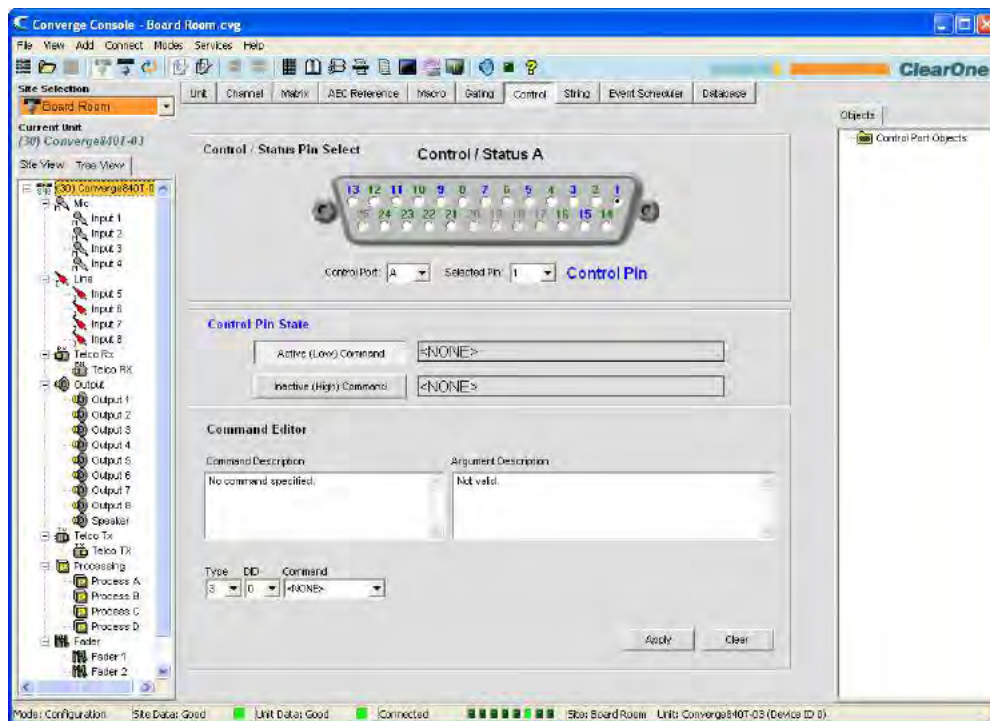 Converge Console - Board Room.cvg
File View Add Connect Modes Services Help
ClearOne
Site Selection
Board Room
Current Unit
(30) Converge840T-03
Site View Tree View
Unit Channel Matrix AEC Reference Macro Gating Control String Event Scheduler Database
Objects
Control Port Objects
(30) Converge840T-0
Mic
Input 1
Input 2
Input 3
Input 4
Line
Input 5
Input 6
Input 7
Input 8
Telco Rx
Telco RX
Output
Output 1
Output 2
Output 3
Output 4
Output 5
Output 6
Output 7
Output 8
Speaker
Telco Tx
Telco TX
Processing
Process A
Process B
Process C
Process D
Fader
Fader 1
Fader 2
Control / Status Pin Select
Control / Status A
13 12 11 10 9 8 7 6 5 4 3 2 1
25 24 23 22 21 20 19 18 17 16 15 14
Control Port: A Selected Pin: 1 Control Pin
Control Pin State
Active (Low) Command <NONE>
Inactive (High) Command <NONE>
Command Editor
Command Description Argument Description
No command specified. Not valid.
Type DID Command
3 0 <NONE>
Apply Clear
Mode: Configuration Site Data: Good Unit Data: Good Connected Site: Board Room Unit: Converge840T-03 (Device ID 0)